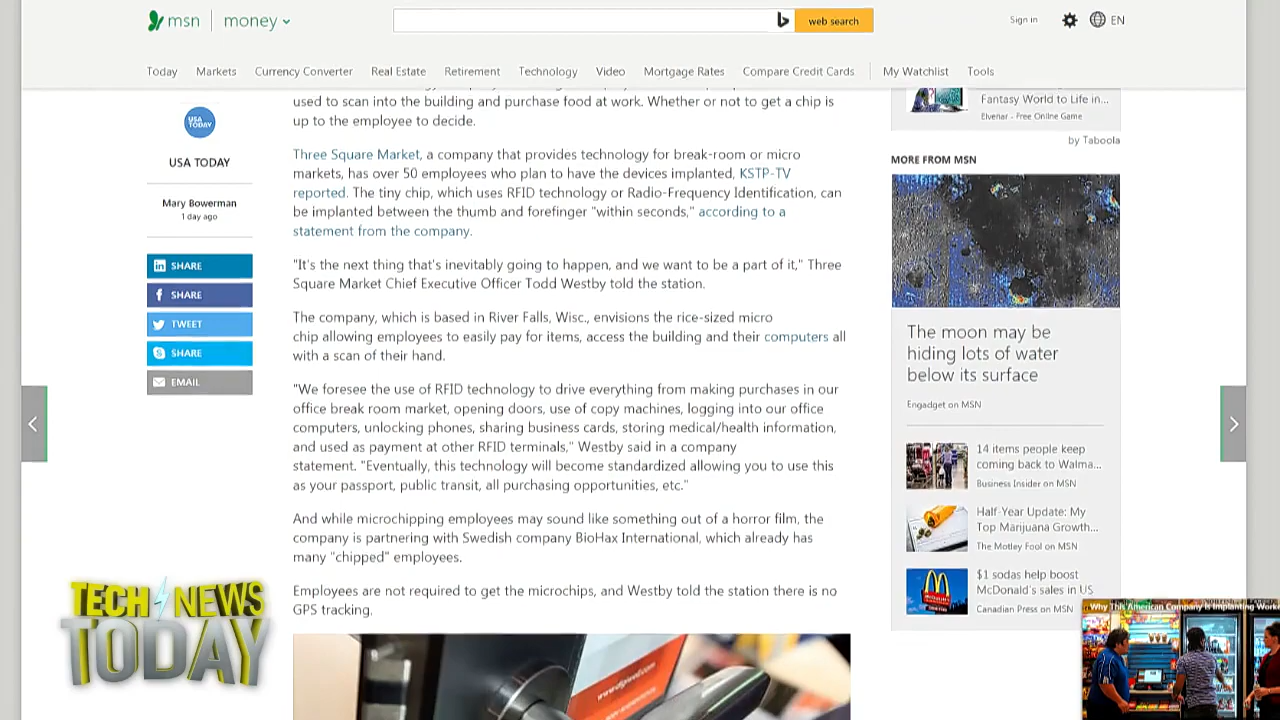 msn
money
web search
Sign in
EN
Today
Markets
Currency Converter
Real Estate
Retirement
Technology
Video
Mortgage Rates
Compare Credit Cards
My Watchlist
Tools
USA
TODAY
USA TODAY
Mary Bowerman
1 day ago
SHARE
SHARE
TWEET
SHARE
EMAIL
used to scan into the building and purchase food at work. Whether or not to get a chip is
up to the employee to decide.
Three Square Market, a company that provides technology for break-room or micro
markets, has over 50 employees who plan to have the devices implanted, KSTP-TV
reported. The tiny chip, which uses RFID technology or Radio-Frequency Identification, can
be implanted between the thumb and forefinger "within seconds," according to a
statement from the company.
"It's the next thing that's inevitably going to happen, and we want to be a part of it," Three
Square Market Chief Executive Officer Todd Westby told the station.
The company, which is based in River Falls, Wisc., envisions the rice-sized micro
chip allowing employees to easily pay for items, access the building and their computers all
with a scan of their hand.
"We foresee the use of RFID technology to drive everything from making purchases in our
office break room market, opening doors, use of copy machines, logging into our office
computers, unlocking phones, sharing business cards, storing medical/health information,
and used as payment at other RFID terminals," Westby said in a company
statement. "Eventually, this technology will become standardized allowing you to use this
as your passport, public transit, all purchasing opportunities, etc."
And while microchipping employees may sound like something out of a horror film, the
company is partnering with Swedish company BioHax International, which already has
many "chipped" employees.
Employees are not required to get the microchips, and Westby told the station there is no
GPS tracking.
Fantasy World to Life in...
Elvenar - Free Online Game
by Taboola
MORE FROM MSN
The moon may be
hiding lots of water
below its surface
Engadget on MSN
14 items people keep
coming back to Walma...
Business Insider on MSN
Half-Year Update: My
Top Marijuana Growth...
The Motley Fool on MSN
$1 sodas help boost
McDonald's sales in US
Canadian Press on MSN
Why This American Company Is Implanting Worke
TECH NEWS
TODAY